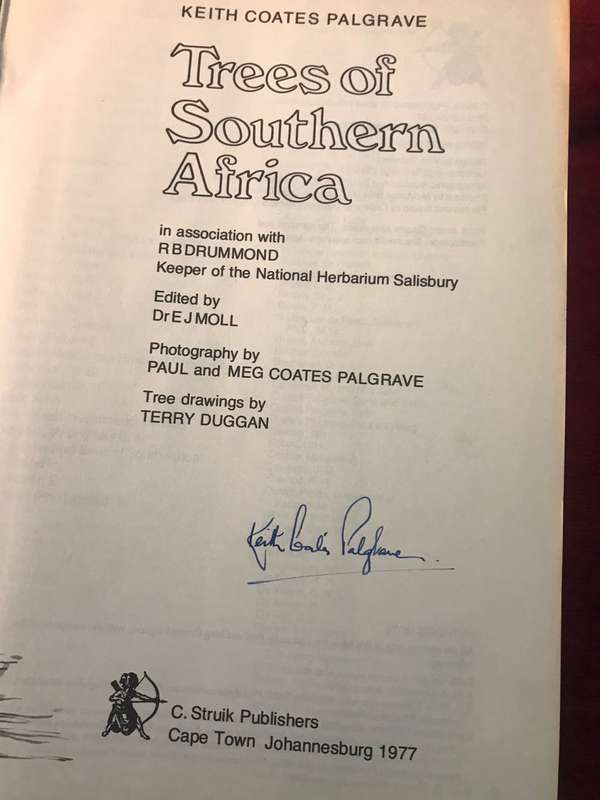 KEITH COATES PALGRAVE
Trees of
Southern
Africa
in association with
R B DRUMMOND
Keeper of the National Herbarium Salisbury
Edited by
Dr E J MOLL
Photography by
PAUL and MEG COATES PALGRAVE
Tree drawings by
TERRY DUGGAN
Keith Coates Palgrave.
C. Struik Publishers
Cape Town Johannesburg 1977